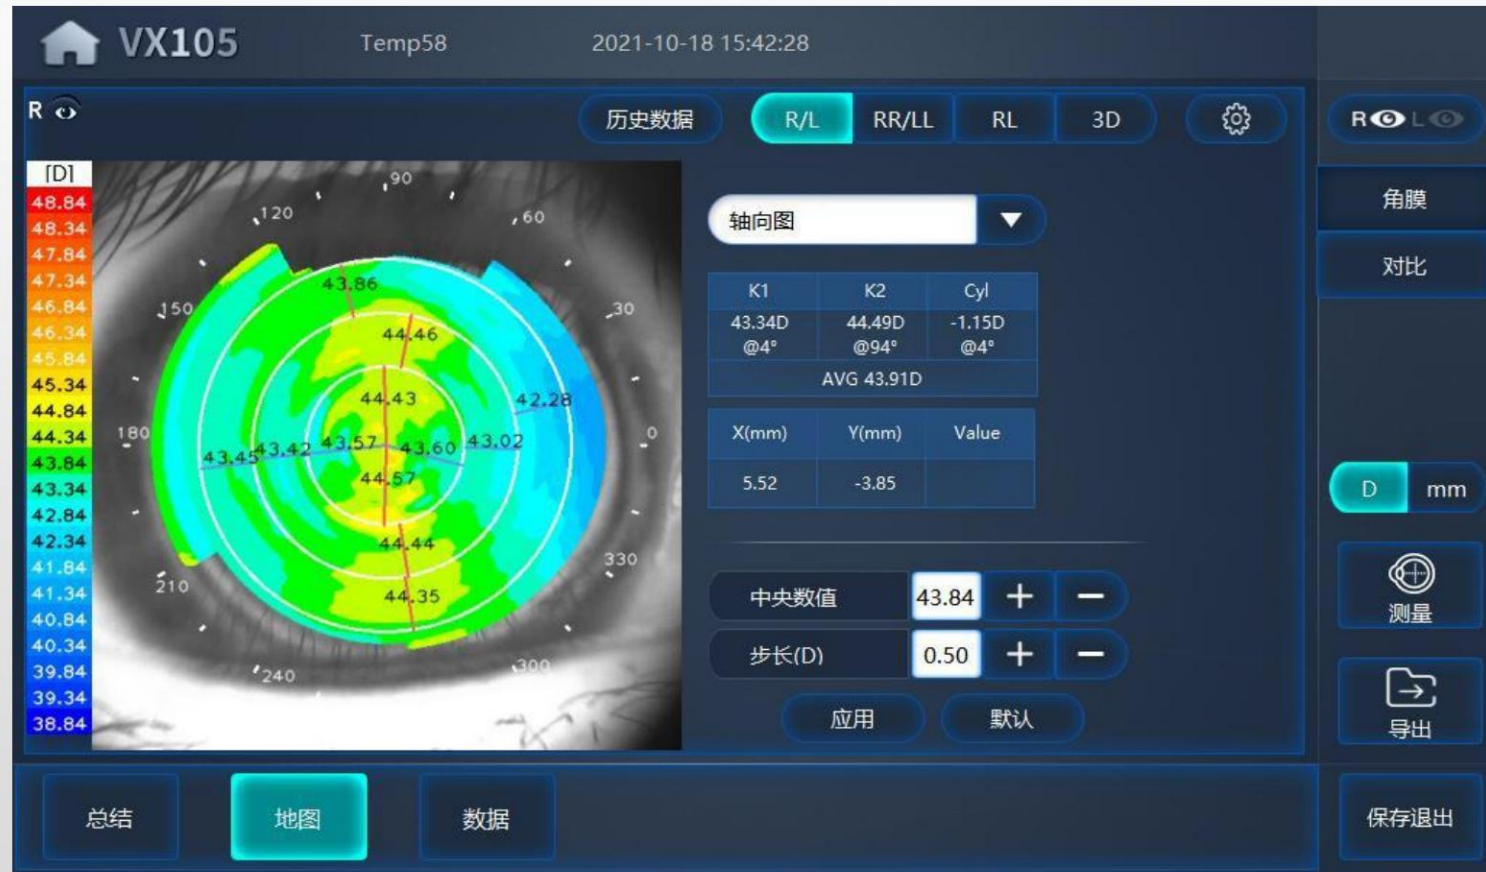 VX105 Temp58 2021-10-18 15:42:28
R 历史数据 R/L RR/LL RL 3D R L
[D]
48.84
48.34
47.84
47.34
46.84
46.34
45.84
45.34
44.84
44.34
43.84
43.34
42.84
42.34
41.84
41.34
40.84
40.34
39.84
39.34
38.84
90
120 60
150 30
180 0
210 330
240 300
43.86
44.46
44.43 42.28
43.45 43.42 43.57 43.60 43.02
44.57
44.44
44.35
轴向图
K1 K2 Cyl
43.34D 44.49D -1.15D
@4° @94° @4°
AVG 43.91D
X(mm) Y(mm) Value
5.52 -3.85
中央数值 43.84 + −
步长(D) 0.50 + −
应用 默认
角膜
对比
D mm
测量
导出
保存退出
总结 地图 数据